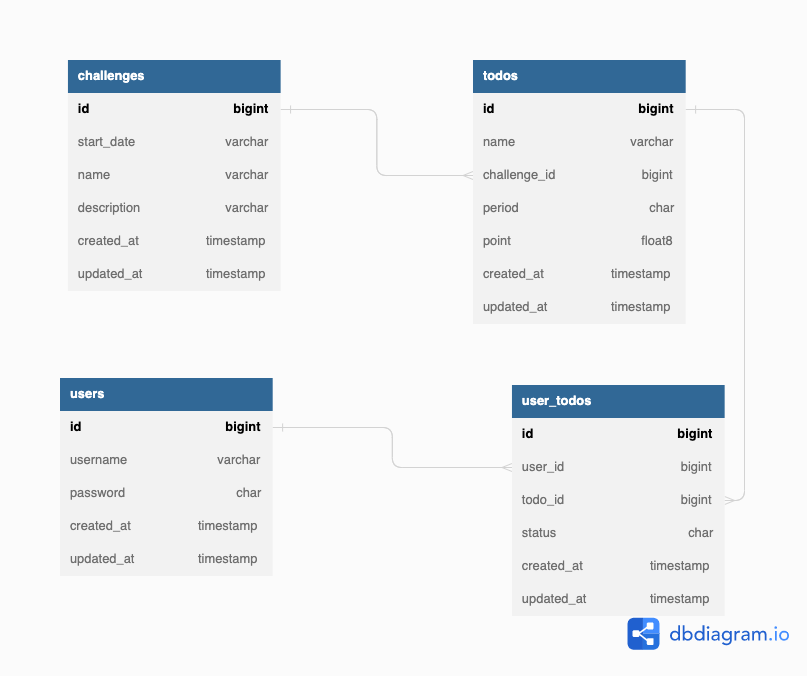 challenges
id bigint
start_date varchar
name varchar
description varchar
created_at timestamp
updated_at timestamp
todos
id bigint
name varchar
challenge_id bigint
period char
point float8
created_at timestamp
updated_at timestamp
users
id bigint
username varchar
password char
created_at timestamp
updated_at timestamp
user_todos
id bigint
user_id bigint
todo_id bigint
status char
created_at timestamp
updated_at timestamp
dbdiagram.io